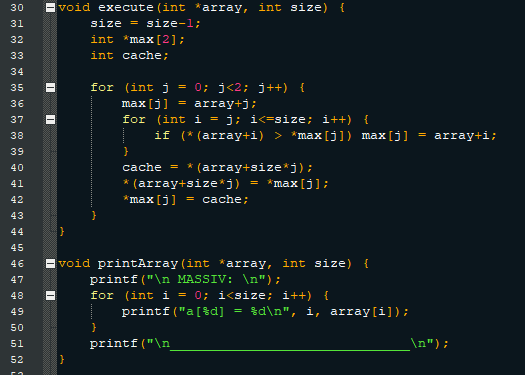 30 void execute(int *array, int size) {
31     size = size-1;
32     int *max[2];
33     int cache;
34
35     for (int j = 0; j<2; j++) {
36         max[j] = array+j;
37         for (int i = j; i<=size; i++) {
38             if (*(array+i) > *max[j]) max[j] = array+i;
39         }
40         cache = *(array+size*j);
41         *(array+size*j) = *max[j];
42         *max[j] = cache;
43     }
44 }
45
46 void printArray(int *array, int size) {
47     printf("\n MASSIV: \n");
48     for (int i = 0; i<size; i++) {
49         printf("a[%d] = %d\n", i, array[i]);
50     }
51     printf("\n______________________________\n");
52 }